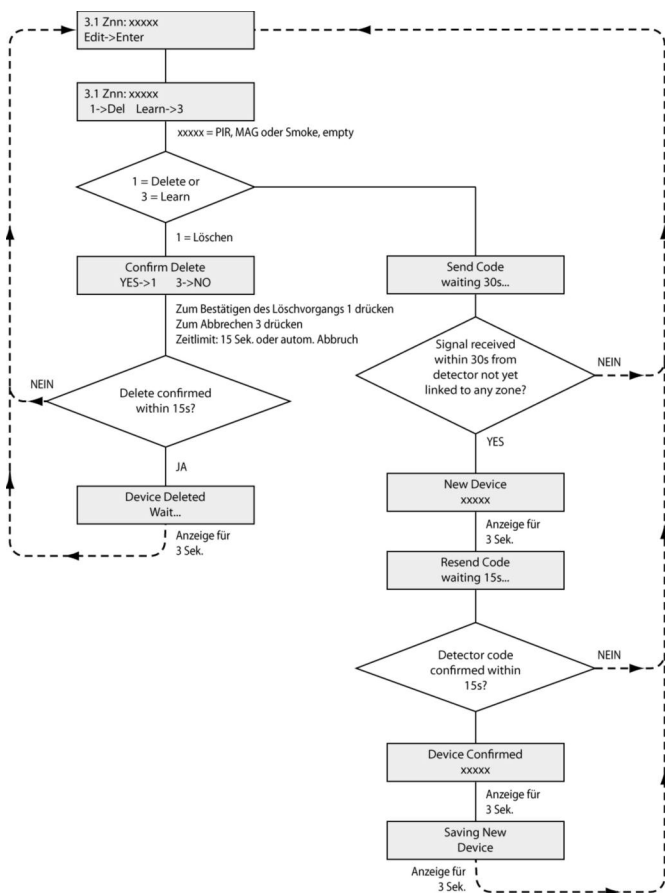 3.1 Znn: xxxxx
Edit->Enter
3.1 Znn: xxxxx
1->Del Learn->3
xxxxx = PIR, MAG oder Smoke, empty
1 = Delete or
3 = Learn
1 = Löschen
Confirm Delete
YES->1 3->NO
Zum Bestätigen des Löschvorgangs 1 drücken
Zum Abbrechen 3 drücken
Zeitlimit: 15 Sek. oder autom. Abbruch
NEIN
Delete confirmed
within 15s?
JA
Device Deleted
Wait...
Anzeige für
3 Sek.
Send Code
waiting 30s...
Signal received
within 30s from
detector not yet
linked to any zone?
NEIN
YES
New Device
xxxxx
Anzeige für
3 Sek.
Resend Code
waiting 15s...
Detector code
confirmed within
15s?
NEIN
Device Confirmed
xxxxx
Anzeige für
3 Sek.
Saving New
Device
Anzeige für
3 Sek.